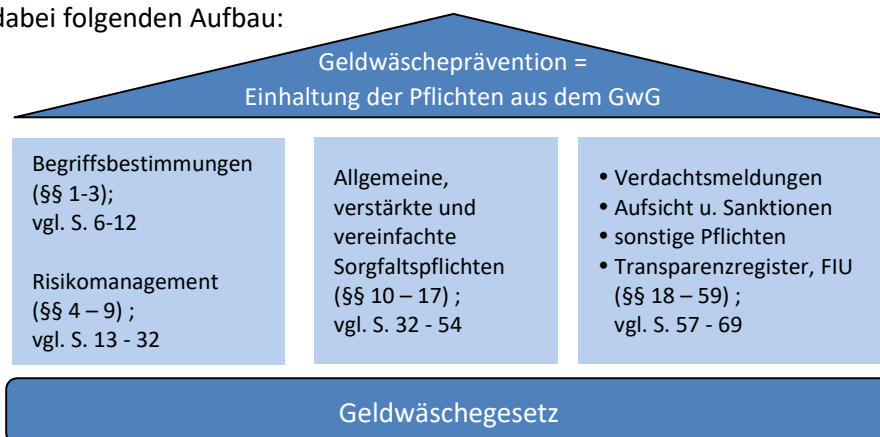 dabei folgenden Aufbau:
Geldwäscheprävention =
Einhaltung der Pflichten aus dem GwG
Begriffsbestimmungen
(§§ 1-3);
vgl. S. 6-12
Risikomanagement
(§§ 4 – 9) ;
vgl. S. 13 - 32
Allgemeine,
verstärkte und
vereinfachte
Sorgfaltspflichten
(§§ 10 – 17) ;
vgl. S. 32 - 54
• Verdachtsmeldungen
• Aufsicht u. Sanktionen
• sonstige Pflichten
• Transparenzregister, FIU
(§§ 18 – 59) ;
vgl. S. 57 - 69
Geldwäschegesetz